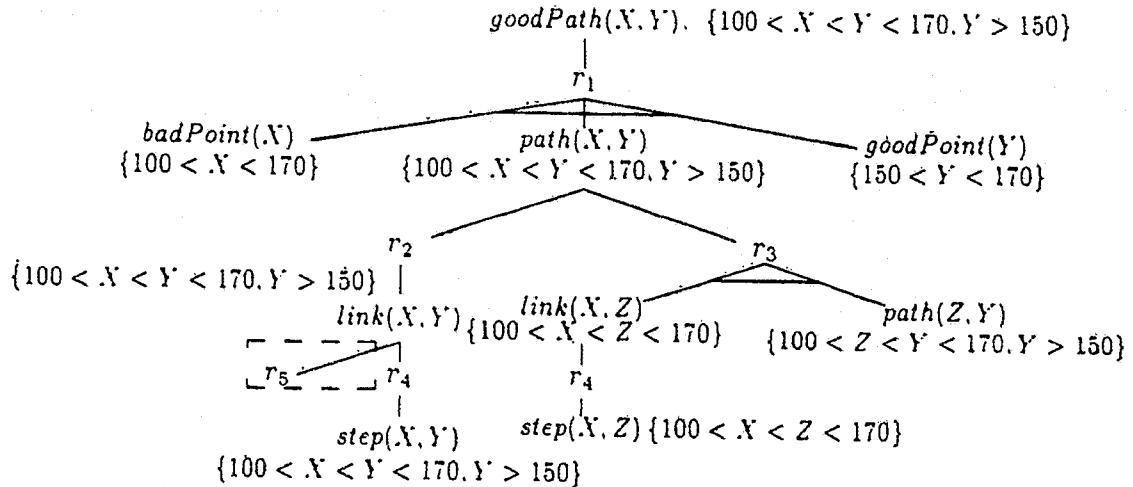 goodPath(X,Y). {100 < X < Y < 170, Y > 150}
r1
badPoint(X) path(X,Y) goodPoint(Y)
{100 < X < 170} {100 < X < Y < 170, Y > 150} {150 < Y < 170}
r2 r3
{100 < X < Y < 170, Y > 150}
link(X,Y) link(X,Z) path(Z,Y)
{100 < X < Z < 170} {100 < Z < Y < 170, Y > 150}
r5 r4 r4
step(X,Y) step(X,Z) {100 < X < Z < 170}
{100 < X < Y < 170, Y > 150}